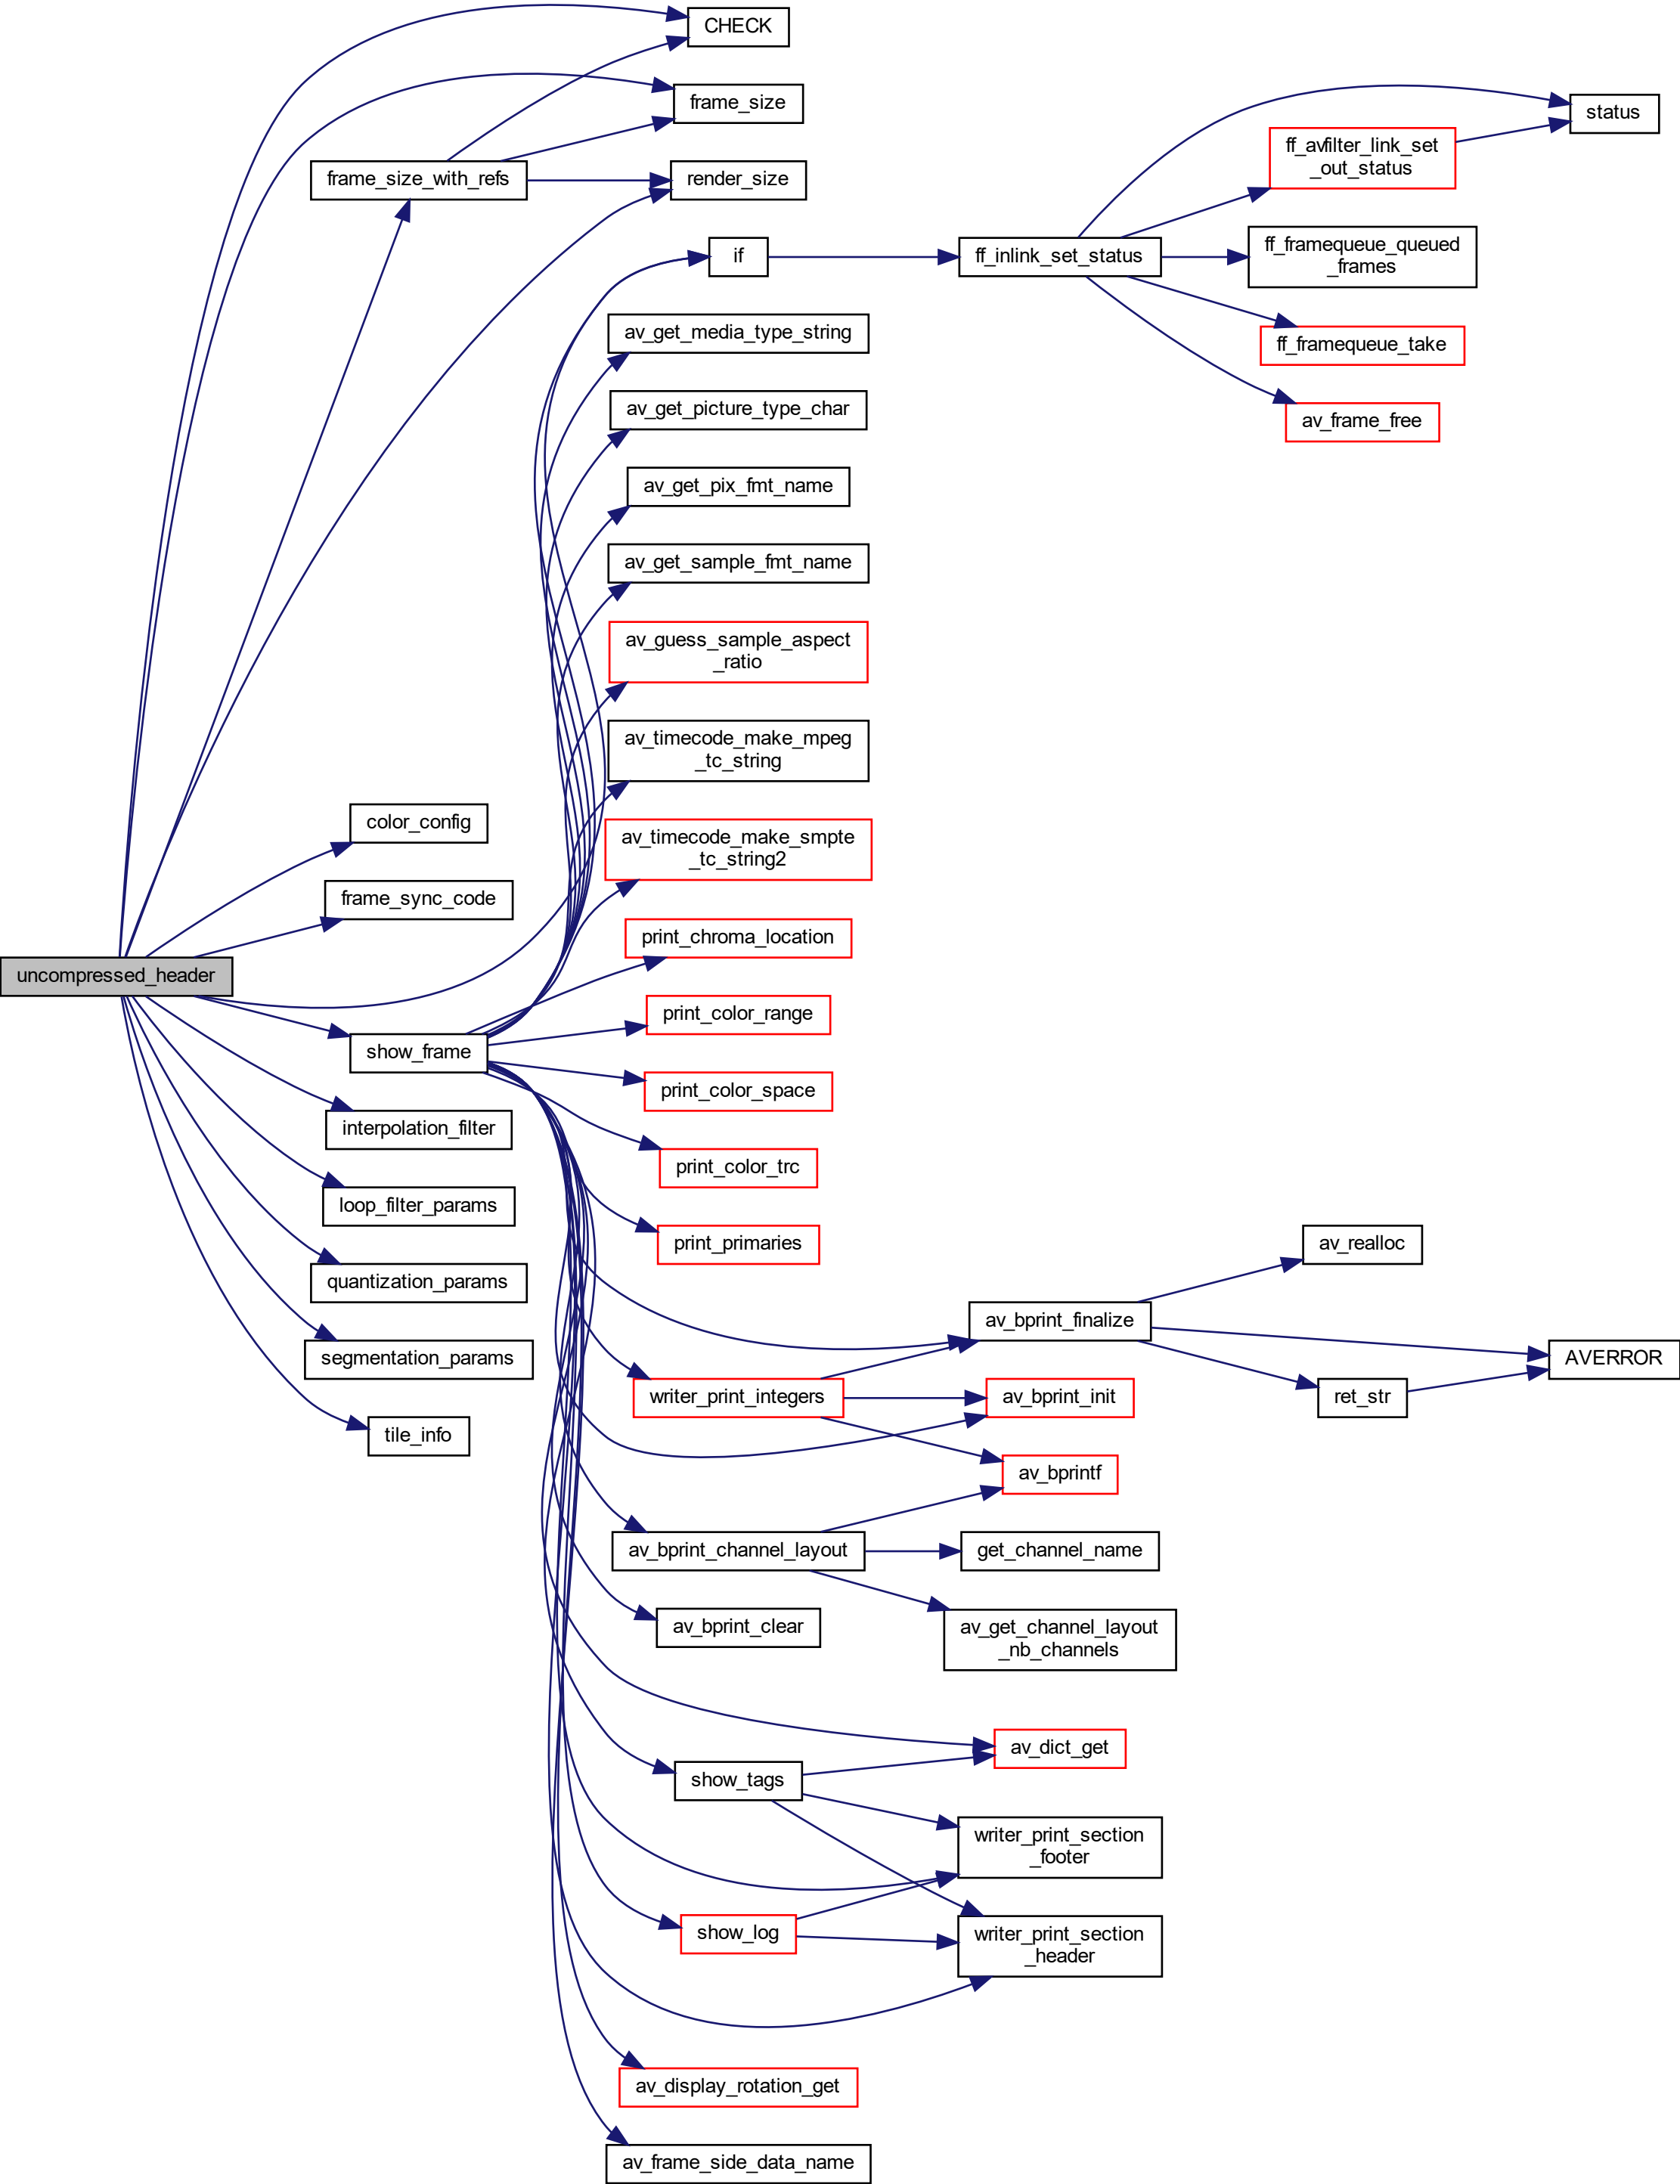 CHECK
frame_size
status
ff_avfilter_link_set
_out_status
frame_size_with_refs
render_size
if
ff_inlink_set_status
ff_framequeue_queued
_frames
av_get_media_type_string
ff_framequeue_take
av_get_picture_type_char
av_frame_free
av_get_pix_fmt_name
av_get_sample_fmt_name
av_guess_sample_aspect
_ratio
av_timecode_make_mpeg
_tc_string
color_config
av_timecode_make_smpte
_tc_string2
frame_sync_code
print_chroma_location
uncompressed_header
print_color_range
show_frame
print_color_space
interpolation_filter
print_color_trc
loop_filter_params
print_primaries
av_realloc
quantization_params
av_bprint_finalize
segmentation_params
AVERROR
writer_print_integers
av_bprint_init
ret_str
tile_info
av_bprintf
av_bprint_channel_layout
get_channel_name
av_bprint_clear
av_get_channel_layout
_nb_channels
av_dict_get
show_tags
writer_print_section
_footer
show_log
writer_print_section
_header
av_display_rotation_get
av_frame_side_data_name